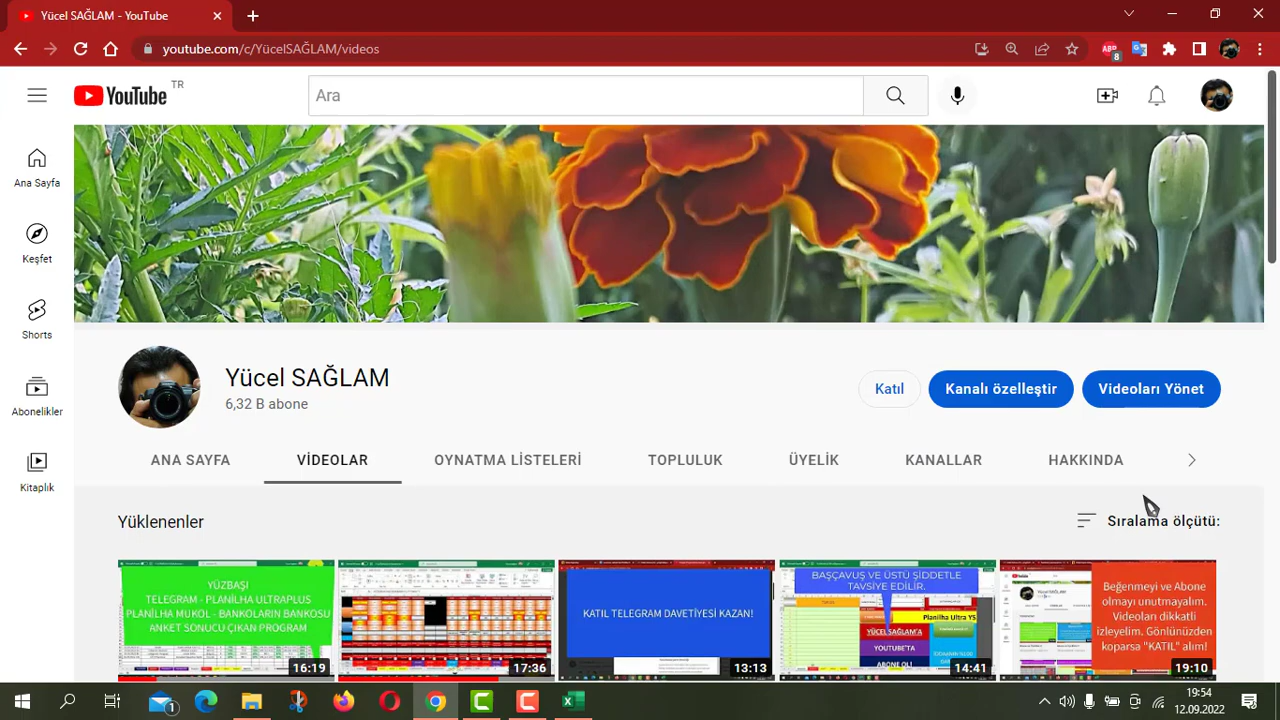 Yücel SAĞLAM - YouTube
youtube.com/c/YücelSAĞLAM/videos
ABP
8
YouTube TR
Ara
Ana Sayfa
Keşfet
Shorts
Abonelikler
Kitaplık
Yücel SAĞLAM
6,32 B abone
Katıl
Kanalı özelleştir
Videoları Yönet
ANA SAYFA
VİDEOLAR
OYNATMA LİSTELERİ
TOPLULUK
ÜYELİK
KANALLAR
HAKKINDA
Yüklenenler
Sıralama ölçütü:
YÜZBAŞI
TELEGRAM - PLANİLHA ULTRAPLUS
PLANİLHA MUKOL - BANKOLARIN BANKOSU
ANKET SONUCU ÇIKAN PROGRAM
16:19
17:36
KATIL TELEGRAM DAVETİYESİ KAZAN!
13:13
BAŞÇAVUŞ VE ÜSTÜ ŞİDDETLE
TAVSİYE EDİLİR.
Planilha Ultra YS
YÜCEL SAĞLAM'A
YOUTUBETA
ABONE OL!
14:41
Beğenmeyi ve Abone
olmayı unutmayalım.
Videoları dikkatli
izleyelim. Gönlünüzden
koparsa "KATIL" alım!
19:10
1
19:54
12.09.2022